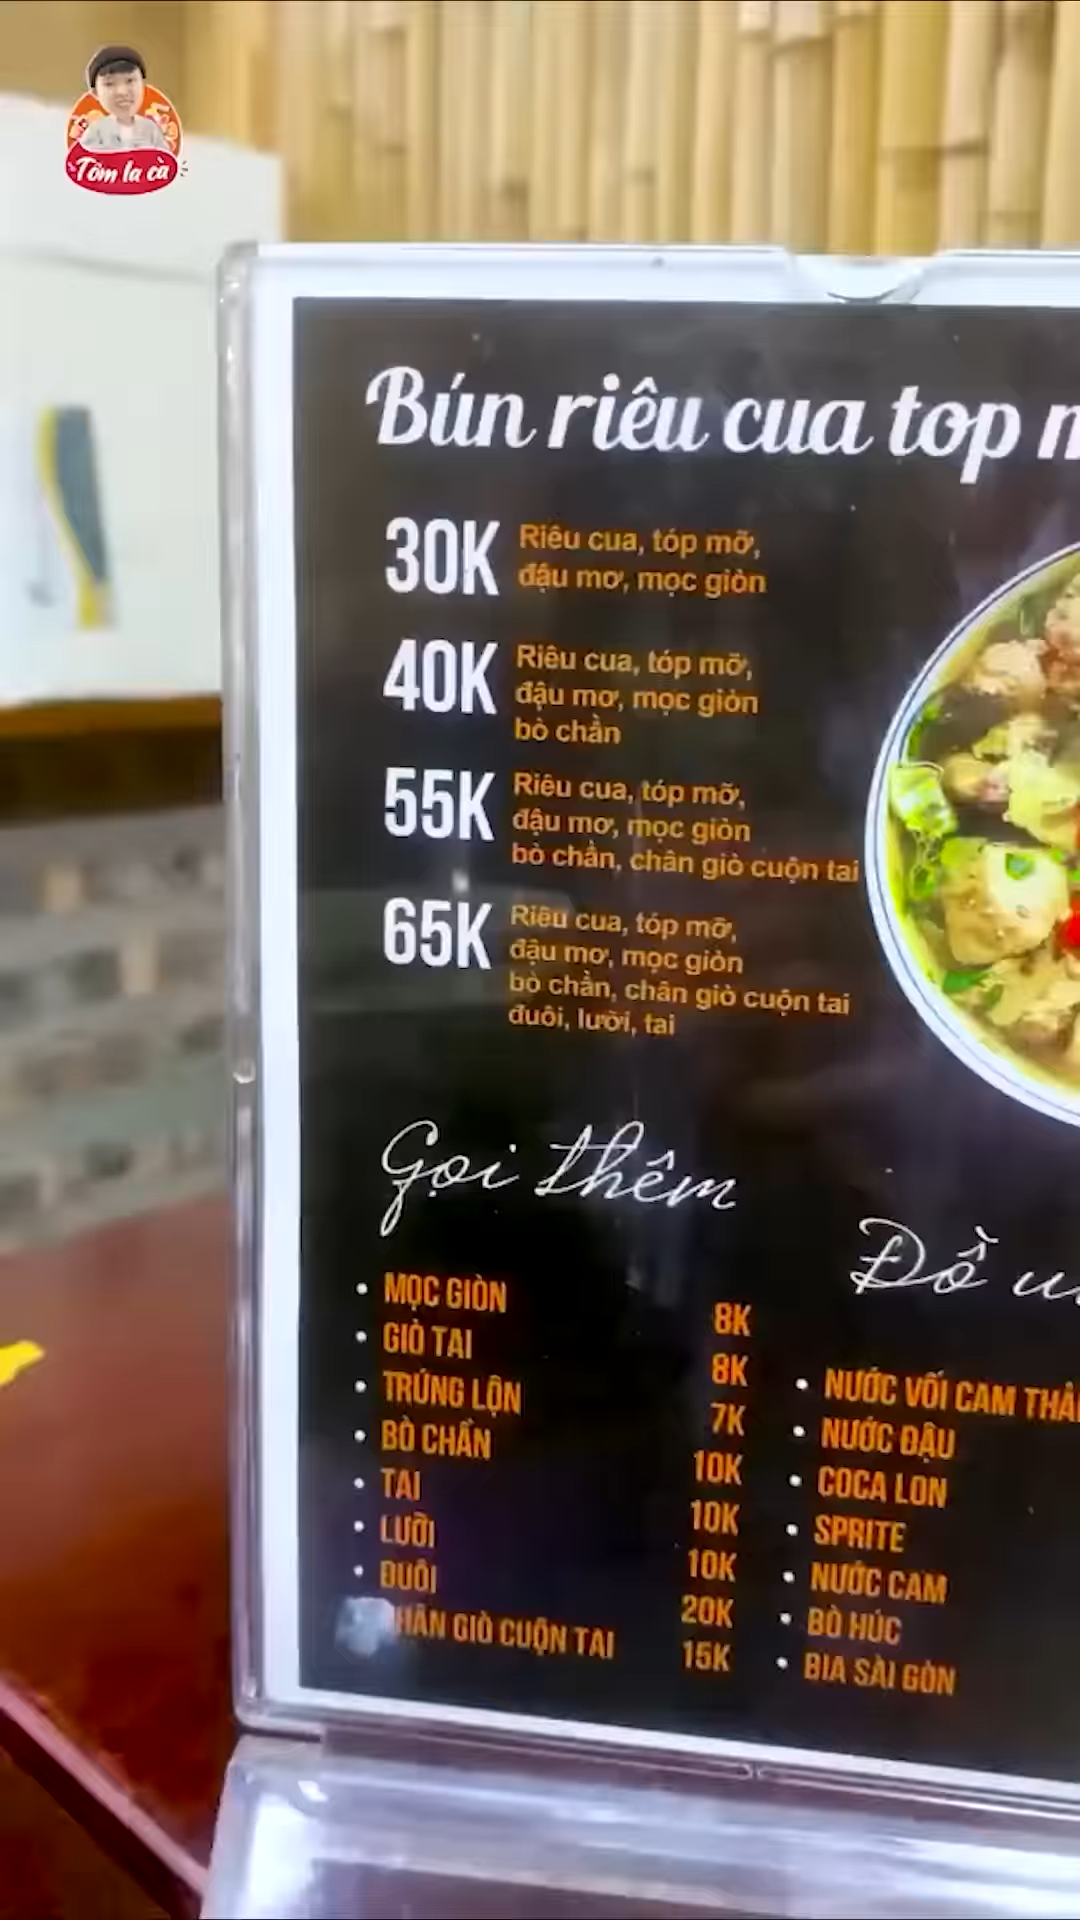 Tôm la cà
Bún riêu cua top
30K
Riêu cua, tóp mỡ,
đậu mơ, mọc giòn
40K
Riêu cua, tóp mỡ,
đậu mơ, mọc giòn
bò chần
55K
Riêu cua, tóp mỡ,
đậu mơ, mọc giòn
bò chần, chân giò cuộn tai
65K
Riêu cua, tóp mỡ,
đậu mơ, mọc giòn
bò chần, chân giò cuộn tai
đuôi, lưỡi, tai
Gọi thêm
MỌC GIÒN 8K
GIÒ TAI 8K
TRỨNG LỘN 7K
BÒ CHẦN 10K
TAI 10K
LƯỠI 10K
ĐUÔI 20K
GIÒ CUỘN TAI 15K
Đồ
NƯỚC VỐI CAM
NƯỚC ĐẬU
COCA LON
SPRITE
NƯỚC CAM
BÒ HÚC
BIA SÀI GÒN